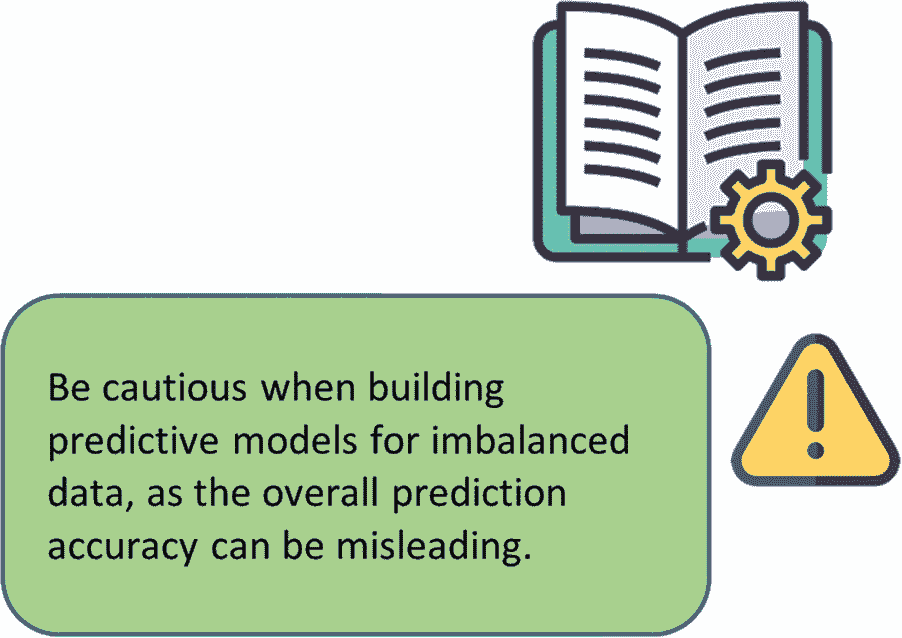 Be cautious when building
predictive models for imbalanced
data, as the overall prediction
accuracy can be misleading.